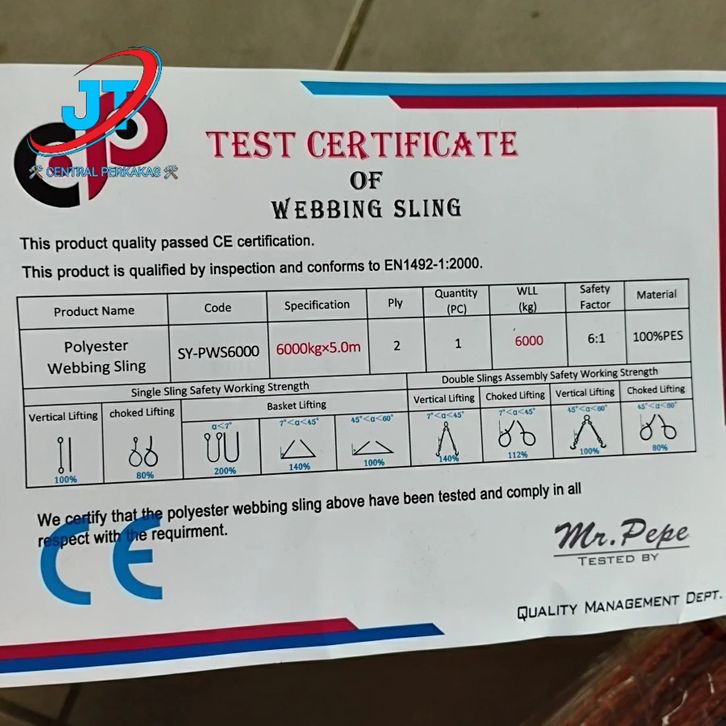 JT
CENTRAL PERKAKAS
TEST CERTIFICATE
OF
WEBBING SLING
This product quality passed CE certification.
This product is qualified by inspection and conforms to EN1492-1:2000.
Product Name Code Specification Ply Quantity (PC) WLL (kg) Safety Factor Material
Polyester Webbing Sling SY-PWS6000 6000kg×5.0m 2 1 6000 6:1 100%PES
Single Sling Safety Working Strength Double Slings Assembly Safety Working Strength
Vertical Lifting choked Lifting Basket Lifting Vertical Lifting Choked Lifting Vertical Lifting Choked Lifting
α<7° 7°<α<45° 45°<α<60° 7°<α<45° 7°<α<45° 45°<α<60° 45°<α<60°
100% 80% 200% 140% 100% 140% 112% 100% 80%
We certify that the polyester webbing sling above have been tested and comply in all
respect with the requirment.
CE
Mr.Pepe
TESTED BY
QUALITY MANAGEMENT DEPT.